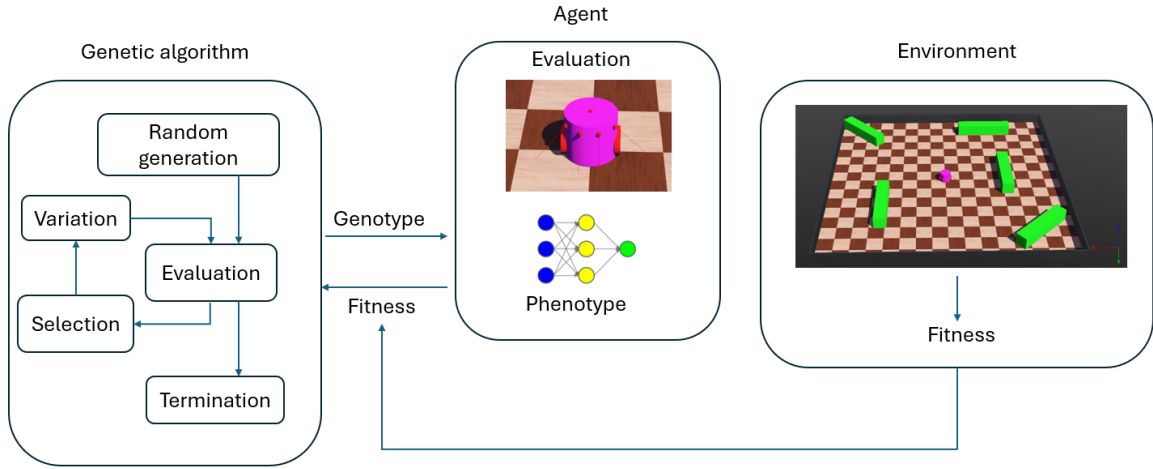 Agent
Genetic algorithm
Environment
Evaluation
Random
generation
Variation
Genotype
Evaluation
Fitness
Phenotype
Selection
Fitness
Termination